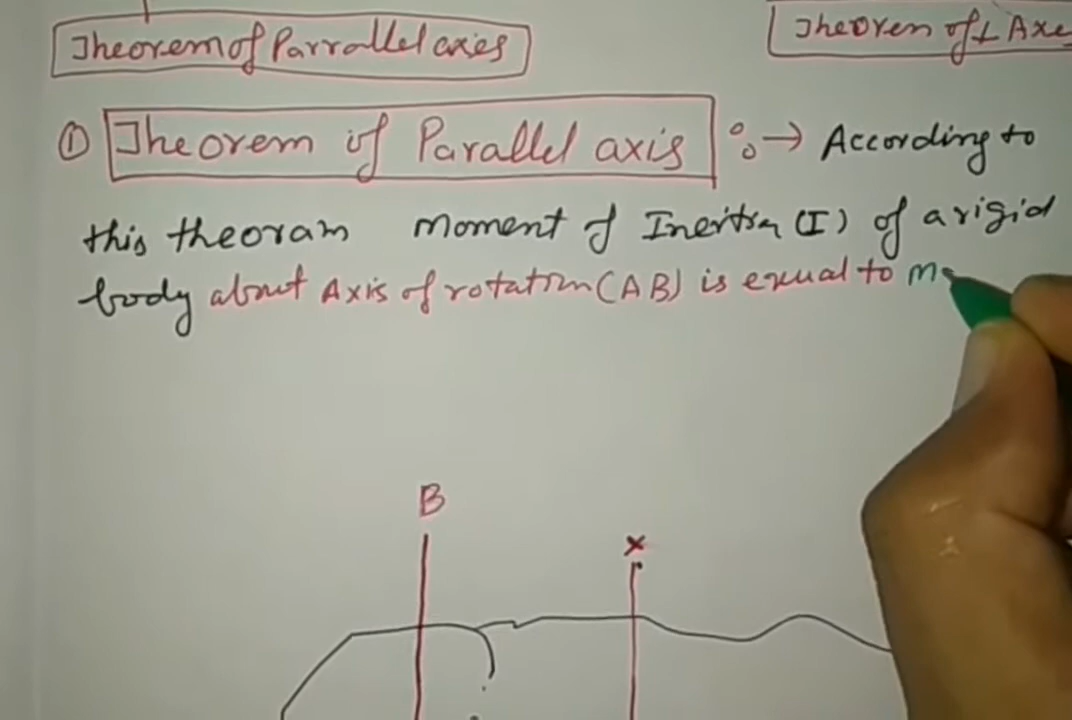 Theorem of Parrallel axes
Theorem of ⊥ Axe
① Theorem of Parallel axis :→ According to
this theoram moment of Inertia (I) of a rigid
body about Axis of rotation (AB) is equal to m
B
x